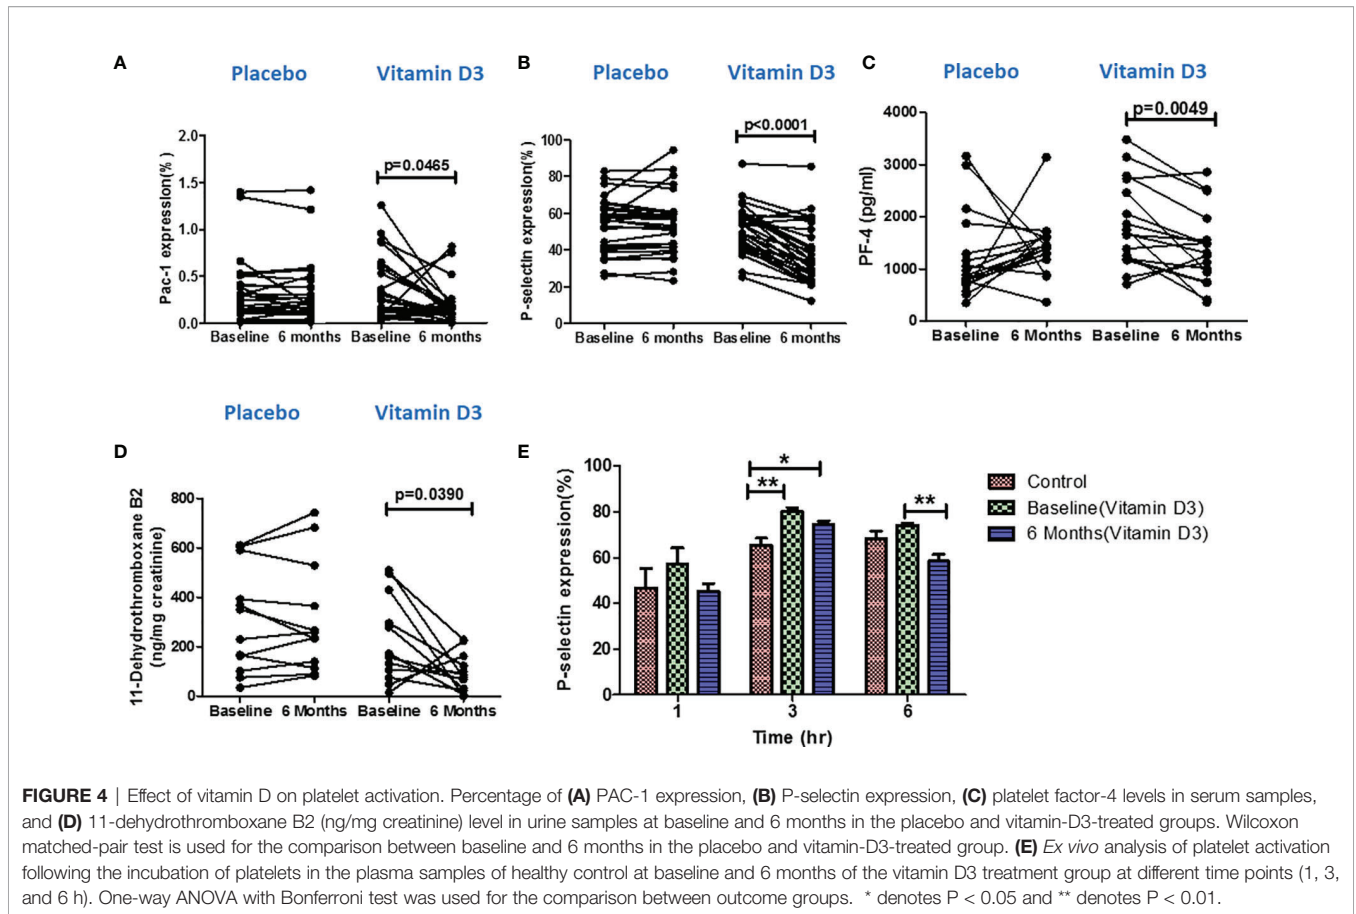 A
Placebo
Vitamin D3
Pac-1 expression(% )
2.0
1.5
1.0
0.5
0.0
p=0.0465
Baseline 6 months
Baseline 6 months
B
Placebo
Vitamin D3
P-selectin expression(%)
100
80
60
40
20
0
p<0.0001
Baseline 6 months
Baseline 6 months
C
Placebo
Vitamin D3
PF-4 (pg/ml)
4000
3000
2000
1000
0
p=0.0049
Baseline 6 Months
Baseline 6 Months
D
Placebo
Vitamin D3
11-Dehydrothromboxane B2
(ng/mg creatinine)
800
600
400
200
0
p=0.0390
Baseline 6 Months
Baseline 6 Months
E
P-selectin expression(%)
100
80
60
40
20
0
**
*
**
1 3 6
Time (hr)
Control
Baseline(Vitamin D3)
6 Months(Vitamin D3)
FIGURE 4 | Effect of vitamin D on platelet activation. Percentage of (A) PAC-1 expression, (B) P-selectin expression, (C) platelet factor-4 levels in serum samples,
and (D) 11-dehydrothromboxane B2 (ng/mg creatinine) level in urine samples at baseline and 6 months in the placebo and vitamin-D3-treated groups. Wilcoxon
matched-pair test is used for the comparison between baseline and 6 months in the placebo and vitamin-D3-treated group. (E) Ex vivo analysis of platelet activation
following the incubation of platelets in the plasma samples of healthy control at baseline and 6 months of the vitamin D3 treatment group at different time points (1, 3,
and 6 h). One-way ANOVA with Bonferroni test was used for the comparison between outcome groups. * denotes P < 0.05 and ** denotes P < 0.01.